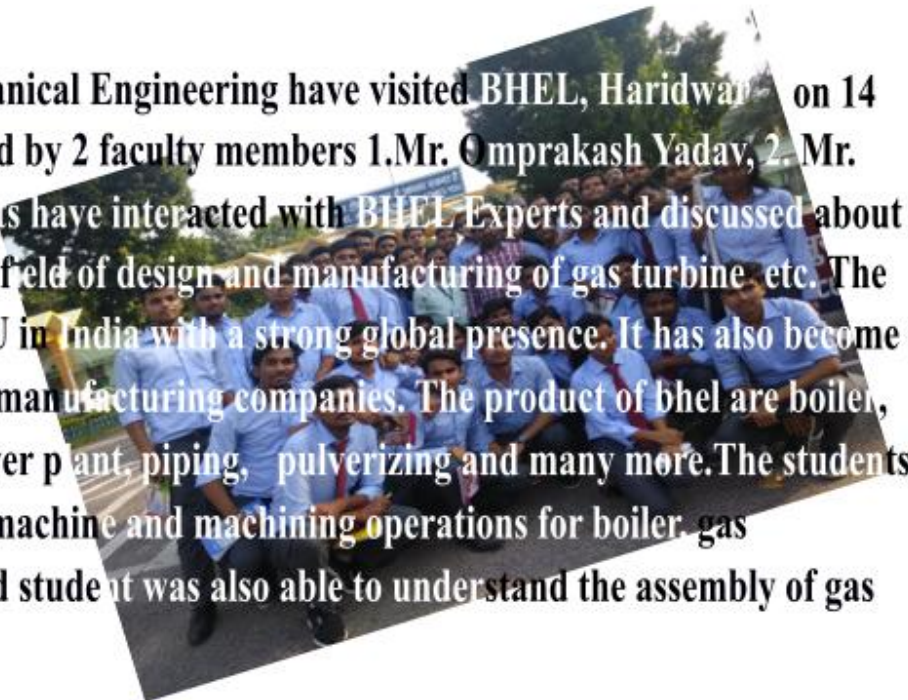 anical Engineering have visited BHEL, Haridwar on 14
d by 2 faculty members 1.Mr. Omprakash Yadav, 2. Mr.
ts have interacted with BHEL Experts and discussed about
field of design and manufacturing of gas turbine etc. The
U in India with a strong global presence. It has also become
manufacturing companies. The product of bhel are boiler,
er p ant, piping, pulverizing and many more.The students
machine and machining operations for boiler. gas
d student was also able to understand the assembly of gas